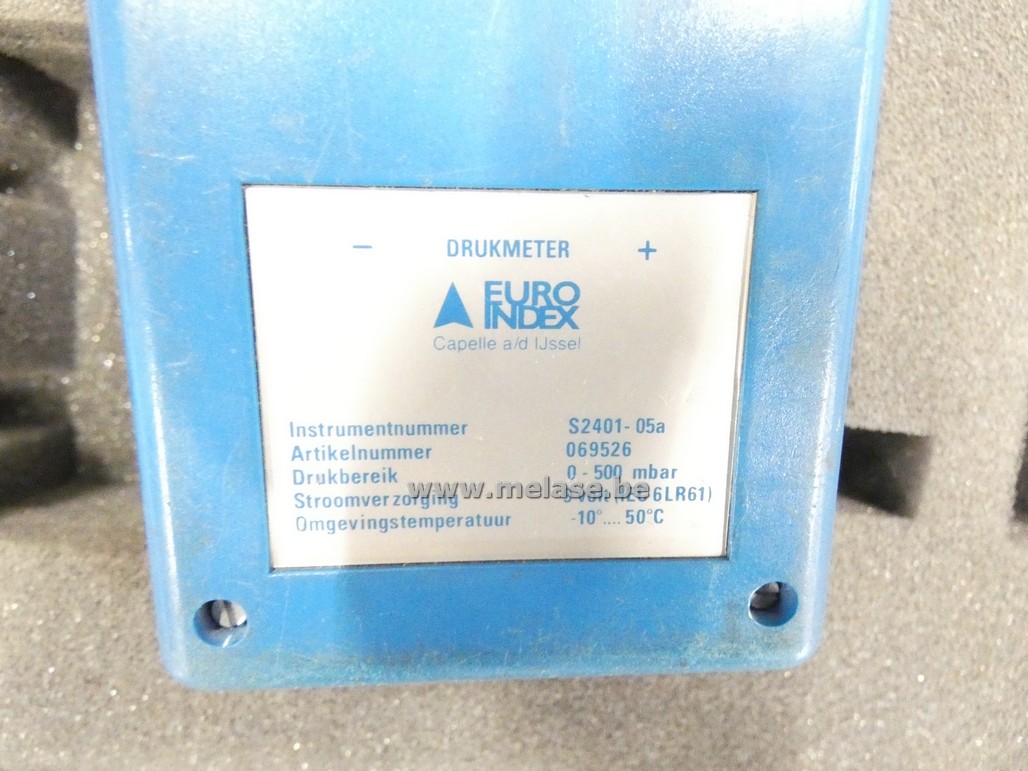 − DRUKMETER +
EURO
INDEX
Capelle a/d IJssel
Instrumentnummer S2401-05a
Artikelnummer 069526
Drukbereik 0-500 mbar
Stroomverzorging 6LR61)
www.melase.be
Omgevingstemperatuur -10°....50°C